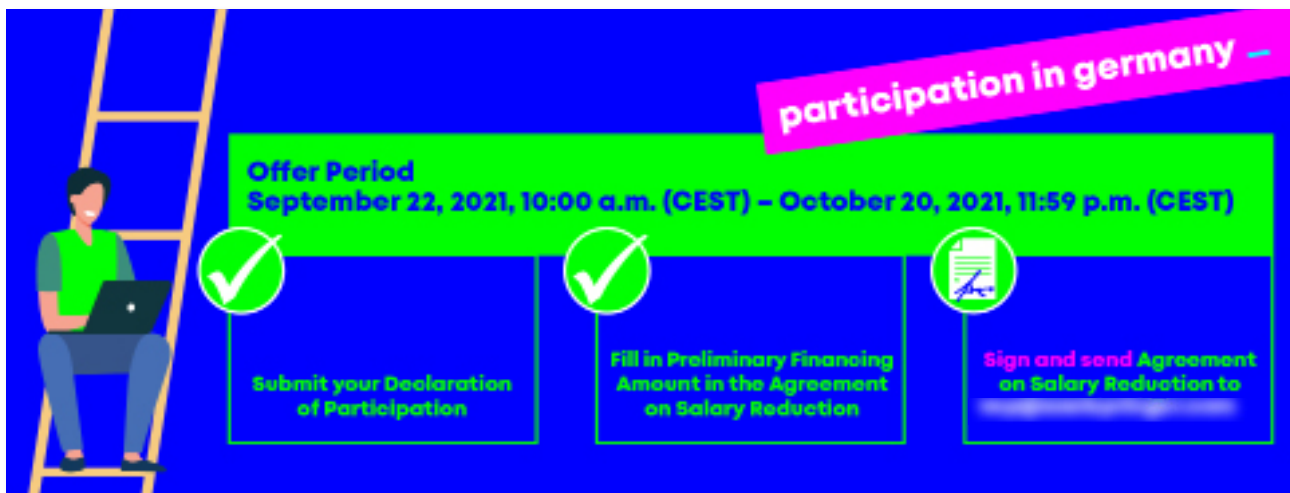 participation in germany _
Offer Period
September 22, 2021, 10:00 a.m. (CEST) – October 20, 2021, 11:59 p.m. (CEST)
Submit your Declaration
of Participation
Fill in Preliminary Financing
Amount in the Agreement
on Salary Reduction
Sign and send Agreement
on Salary Reduction to